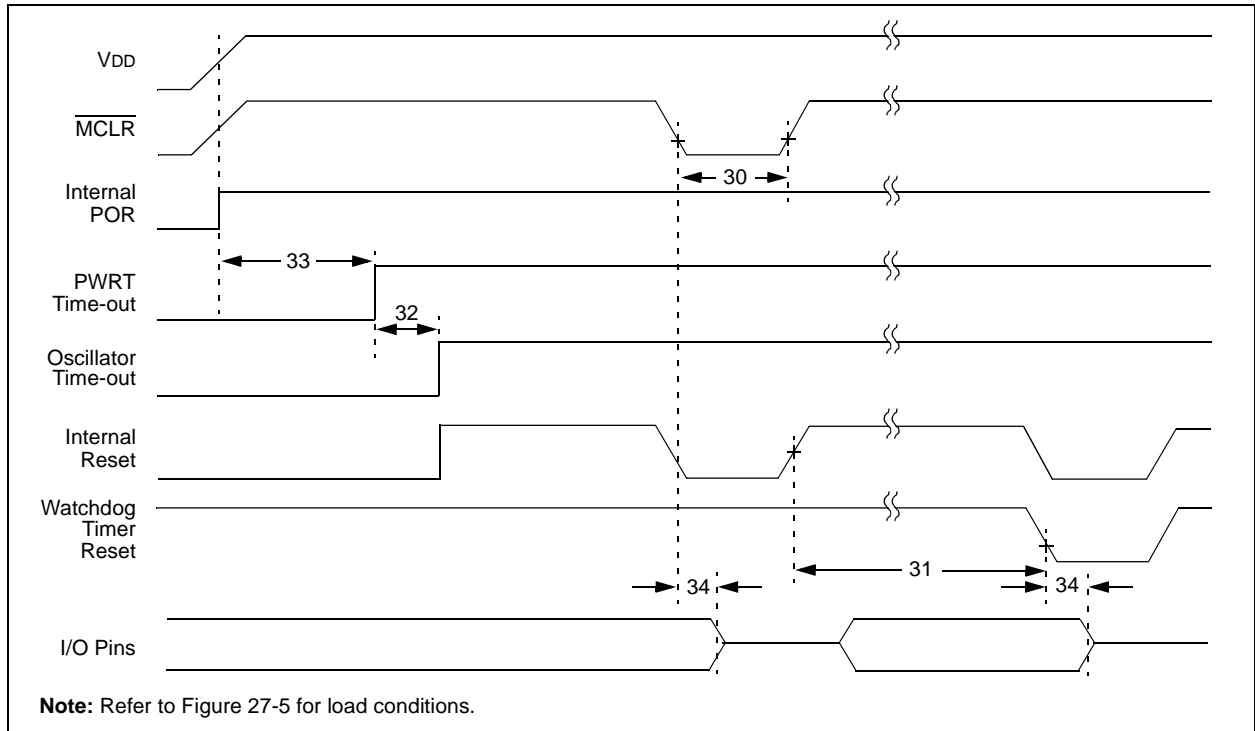 VDD
MCLR
30
Internal
POR
33
PWRT
Time-out
32
Oscillator
Time-out
Internal
Reset
Watchdog
Timer
Reset
31
34
34
I/O Pins
Note: Refer to Figure 27-5 for load conditions.